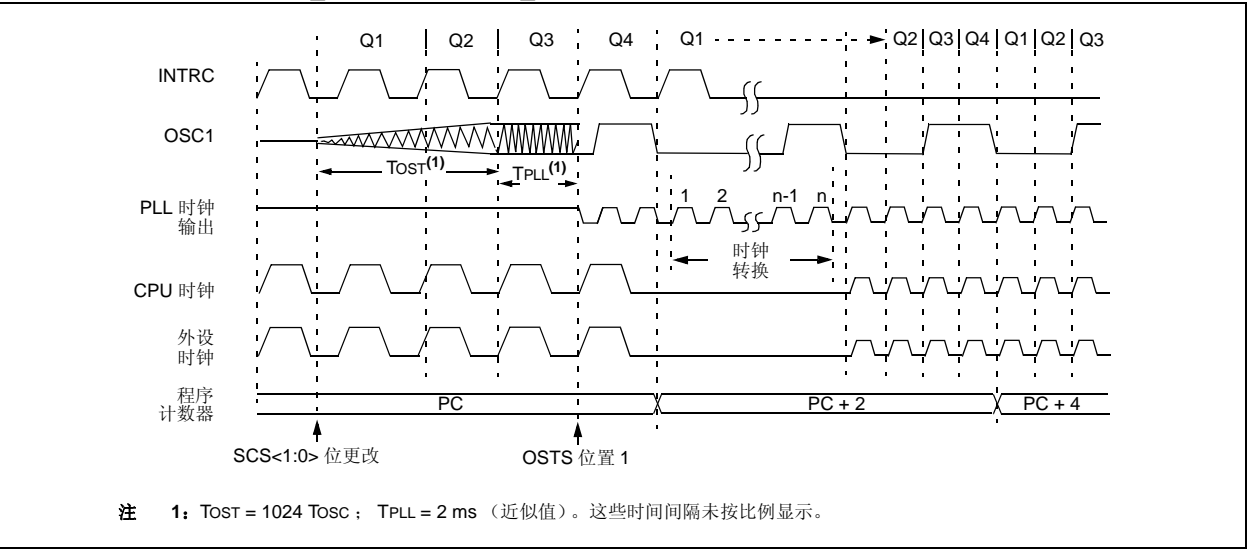 Q1 Q2 Q3 Q4 Q1 Q2 Q3 Q4 Q1 Q2 Q3
INTRC
OSC1
TOST(1)
TPLL(1)
PLL 时钟
输出
1 2 n-1 n
时钟
转换
CPU 时钟
外设
时钟
程序
计数器
PC PC + 2 PC + 4
SCS<1:0> 位更改
OSTS 位置 1
注 1: TOST = 1024 TOSC ; TPLL = 2 ms （近似值）。这些时间间隔未按比例显示。